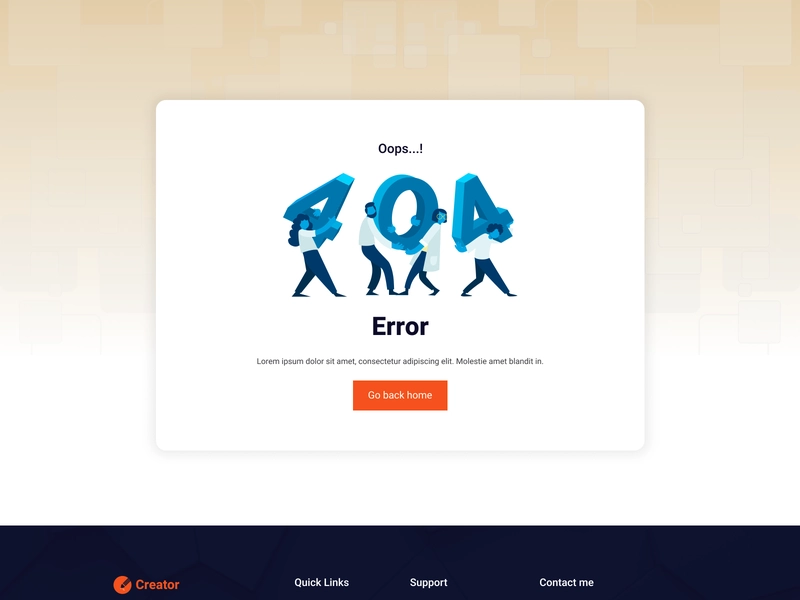 Oops...!
404
Error
Lorem ipsum dolor sit amet, consectetur adipiscing elit. Molestie amet blandit in.
Go back home
Creator
Quick Links
Support
Contact me